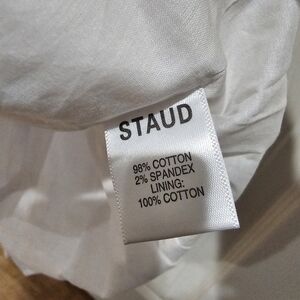 STAUD
98% COTTON
2% SPANDEX
LINING:
100% COTTON